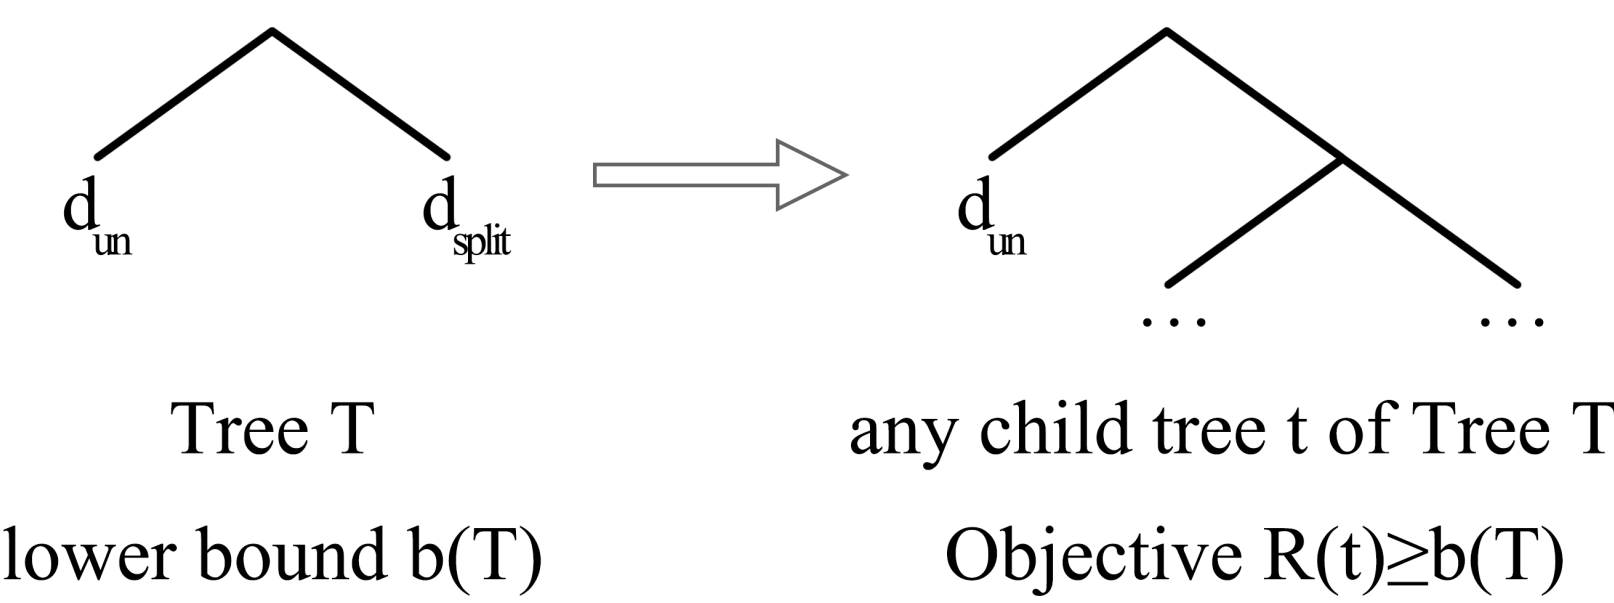 d_un d_split d_un
... ...
Tree T any child tree t of Tree T
lower bound b(T) Objective R(t)≥b(T)